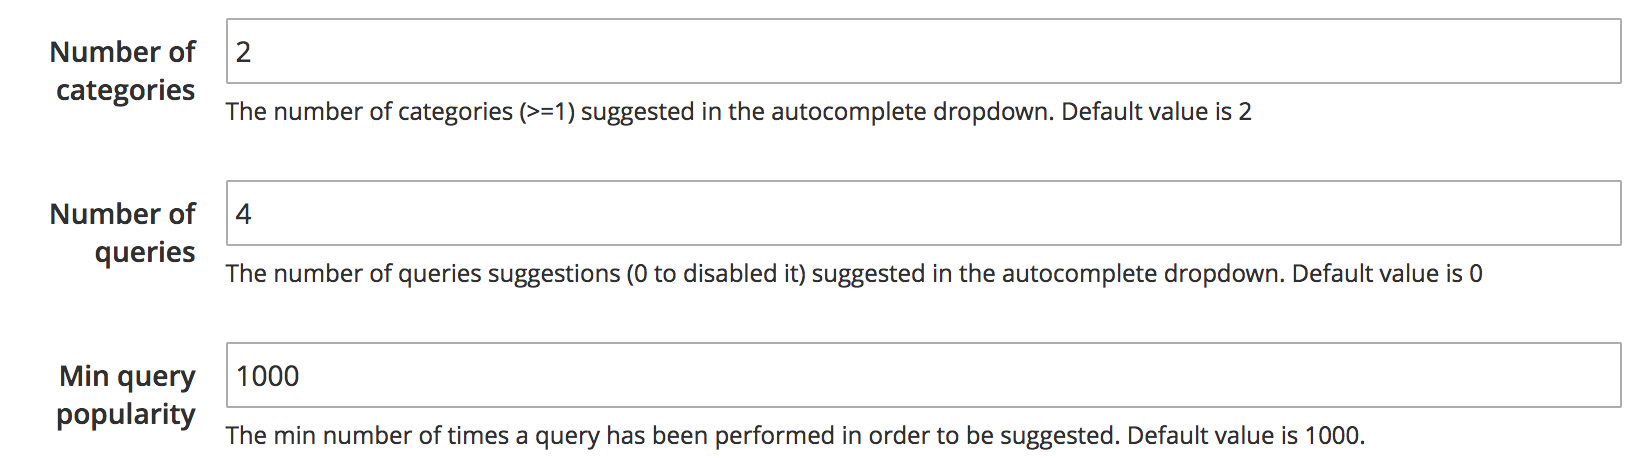 Number of
categories
2
The number of categories (>=1) suggested in the autocomplete dropdown. Default value is 2
Number of
queries
4
The number of queries suggestions (0 to disabled it) suggested in the autocomplete dropdown. Default value is 0
Min query
popularity
1000
The min number of times a query has been performed in order to be suggested. Default value is 1000.